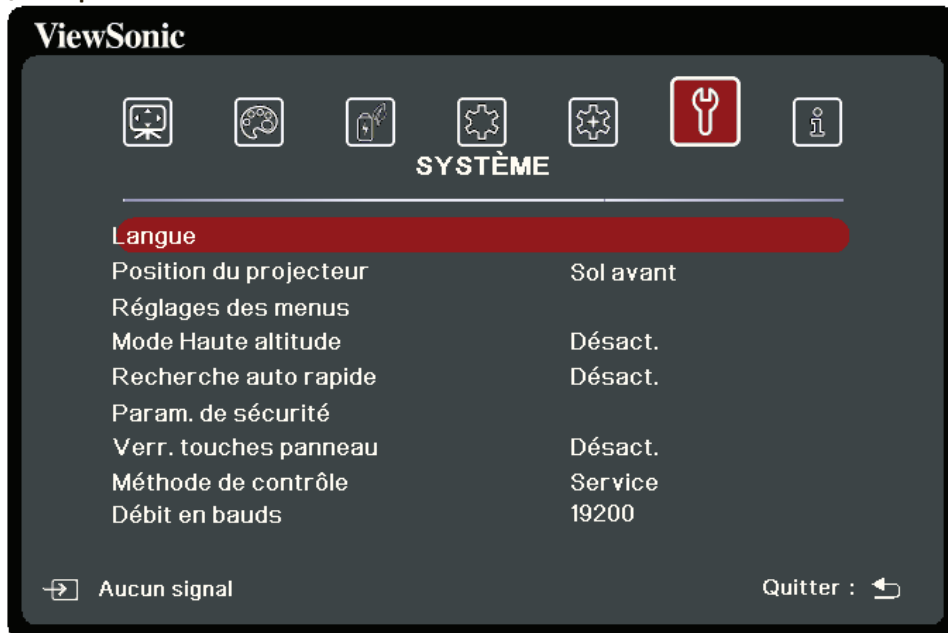 ViewSonic
SYSTÈME
Langue
Position du projecteur Sol avant
Réglages des menus
Mode Haute altitude Désact.
Recherche auto rapide Désact.
Param. de sécurité
Verr. touches panneau Désact.
Méthode de contrôle Service
Débit en bauds 19200
Aucun signal Quitter :